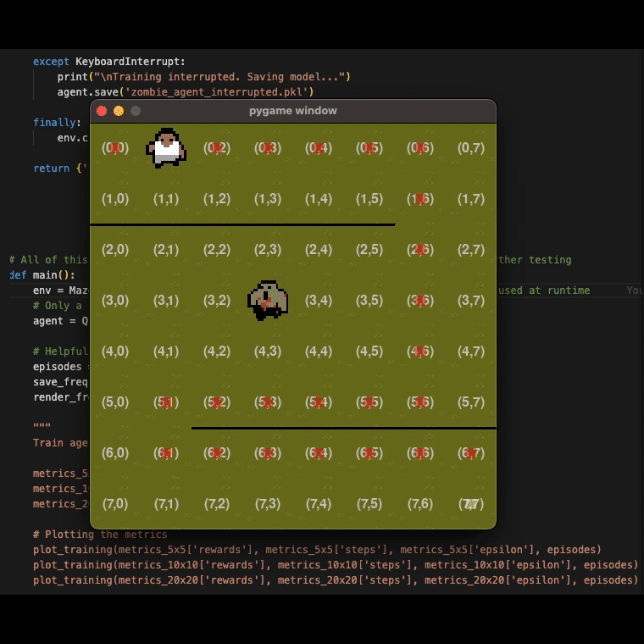 except KeyboardInterrupt:
print("\nTraining interrupted. Saving model...")
agent.save('zombie_agent_interrupted.pkl')
pygame window
finally:
env.c
return {'
(0,0) (0,2) (0,3) (0,4) (0,5) (0,6) (0,7)
(1,0) (1,1) (1,2) (1,3) (1,4) (1,5) (1,6) (1,7)
(2,0) (2,1) (2,2) (2,3) (2,4) (2,5) (2,6) (2,7)
# All of this ther testing
def main():
env = Maz used at runtime You
(3,0) (3,1) (3,2) (3,4) (3,5) (3,6) (3,7)
# Only a
agent = Q
# Helpful
(4,0) (4,1) (4,2) (4,3) (4,4) (4,5) (4,6) (4,7)
episodes =
save_freq
render_fr
(5,0) (5,1) (5,2) (5,3) (5,4) (5,5) (5,6) (5,7)
"""
Train age
(6,0) (6,1) (6,2) (6,3) (6,4) (6,5) (6,6) (6,7)
metrics_5
metrics_1
metrics_2
(7,0) (7,1) (7,2) (7,3) (7,4) (7,5) (7,6) (7,7)
# Plotting the metrics
plot_training(metrics_5x5['rewards'], metrics_5x5['steps'], metrics_5x5['epsilon'], episodes)
plot_training(metrics_10x10['rewards'], metrics_10x10['steps'], metrics_10x10['epsilon'], episodes)
plot_training(metrics_20x20['rewards'], metrics_20x20['steps'], metrics_20x20['epsilon'], episodes)